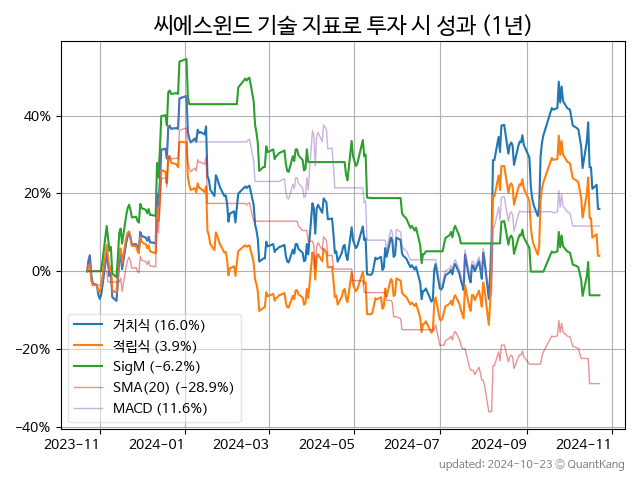 씨에스윈드 기술 지표로 투자 시 성과 (1년)
40%
20%
0%
−20%
−40%
거치식 (16.0%)
적립식 (3.9%)
SigM (−6.2%)
SMA(20) (−28.9%)
MACD (11.6%)
2023-11
2024-01
2024-03
2024-05
2024-07
2024-09
2024-11
updated: 2024-10-23 © QuantKang